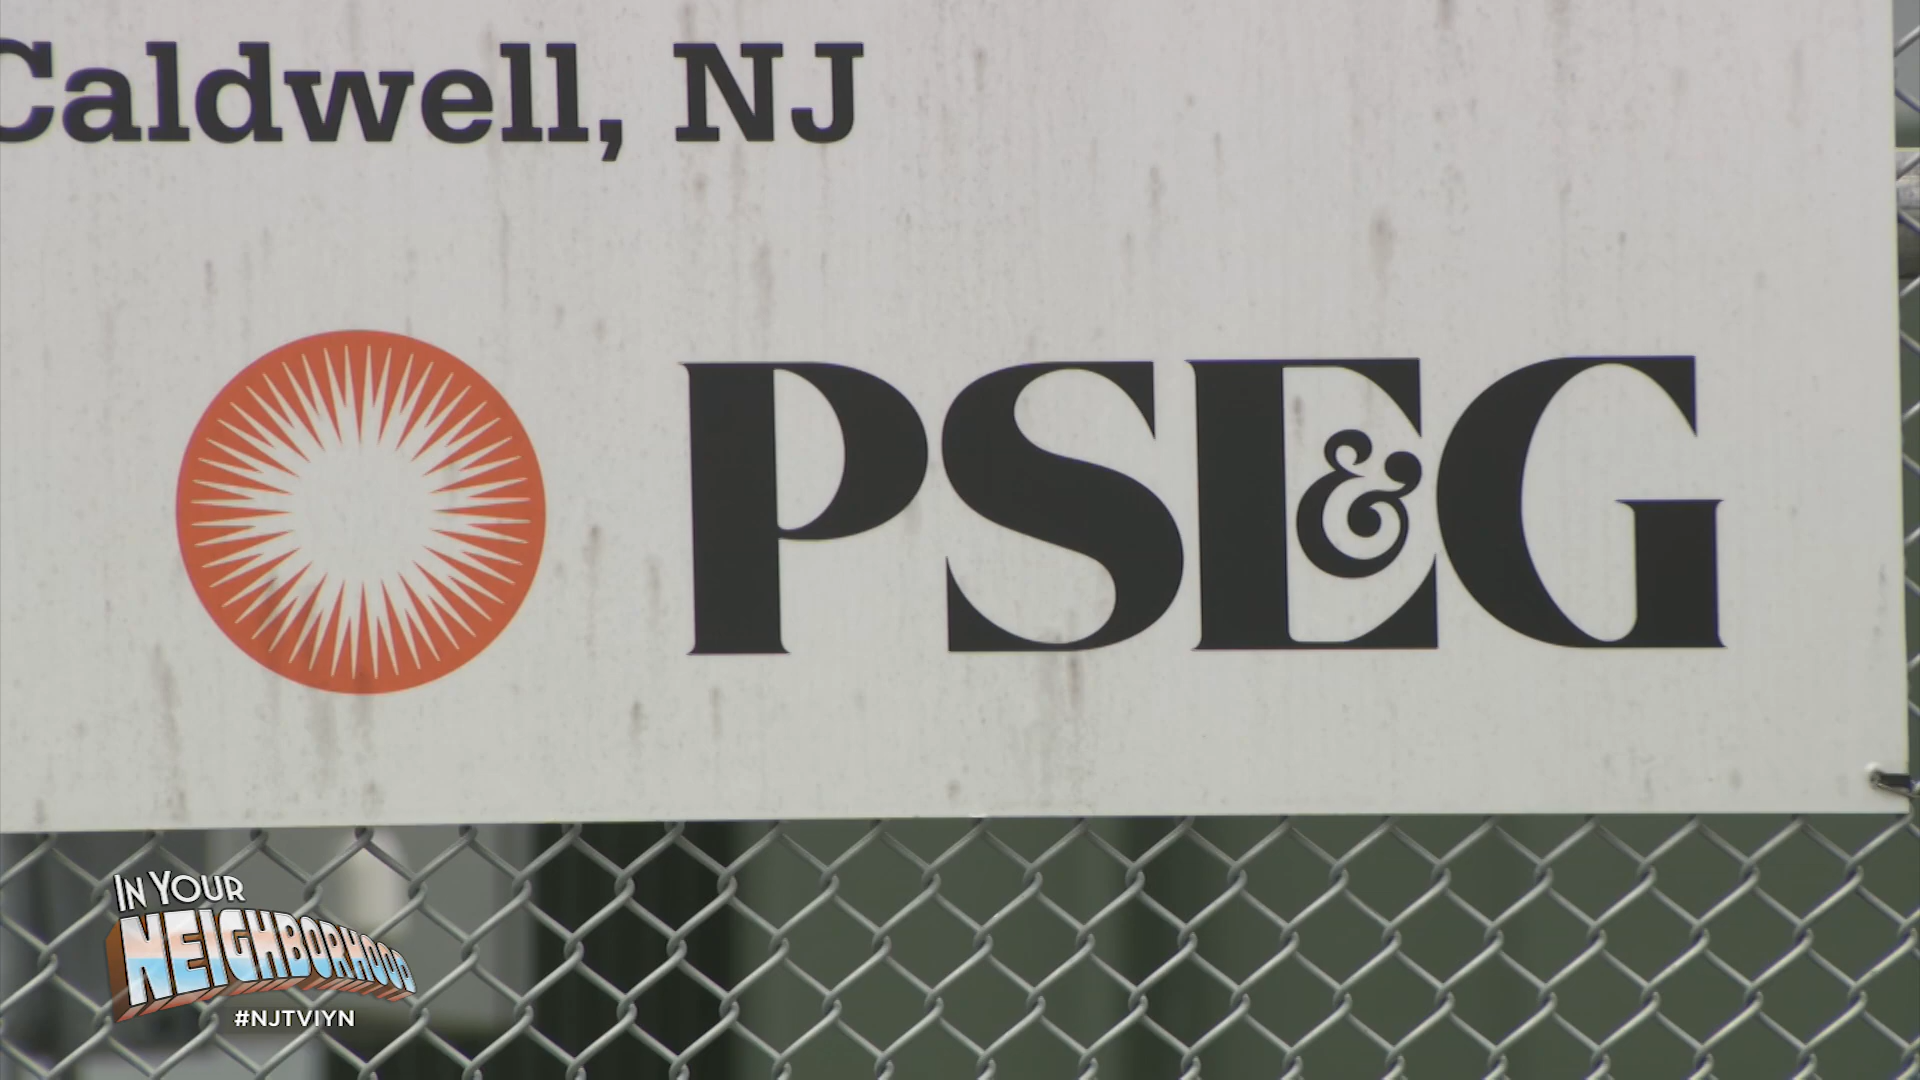 Caldwell, NJ
PSE&G
IN YOUR
NEIGHBORHOOD
#NJTVIYN